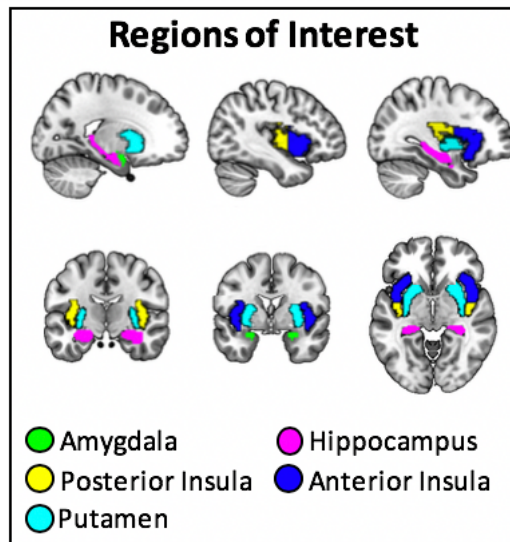 Regions of Interest
Amygdala
Hippocampus
Posterior Insula
Anterior Insula
Putamen